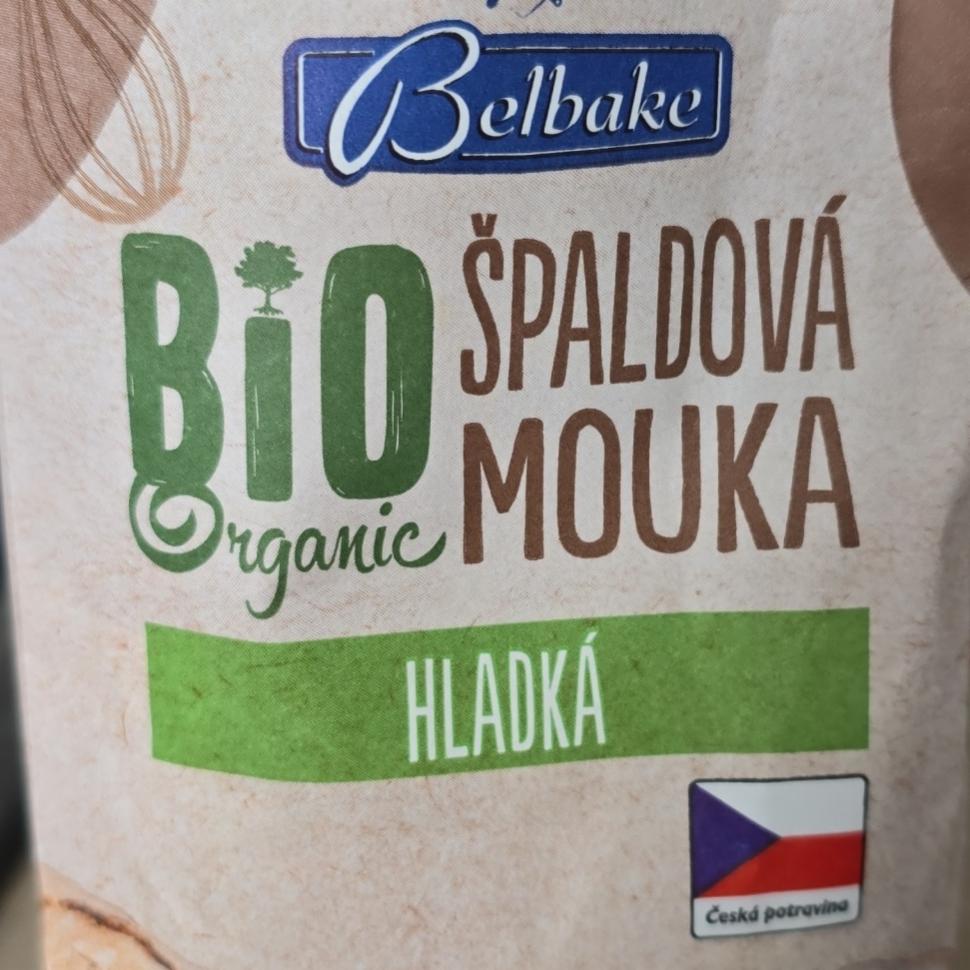 Belbake
BiO
Organic
ŠPALDOVÁ
MOUKA
HLADKÁ
Česká potravina